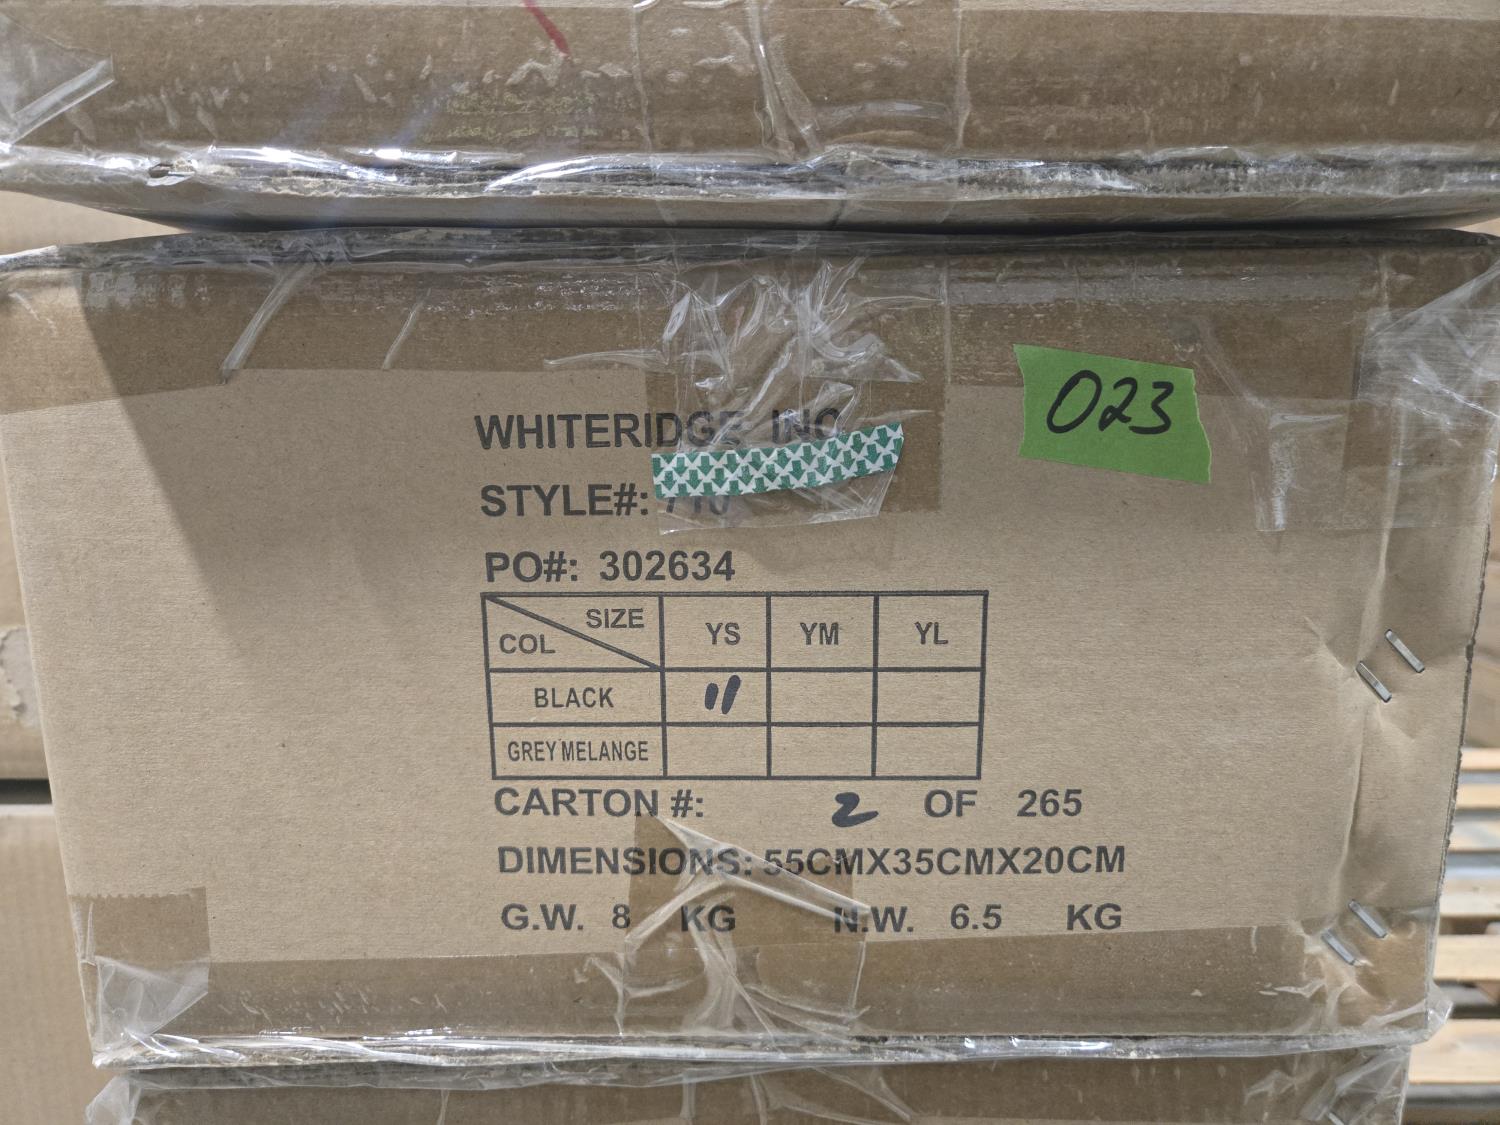 WHITERIDGE INC
023
STYLE#: 710
PO#: 302634
SIZE
COL YS YM YL
BLACK 11
GREY MELANGE
CARTON #: 2 OF 265
DIMENSIONS: 55CMX35CMX20CM
G.W. 8 KG N.W. 6.5 KG